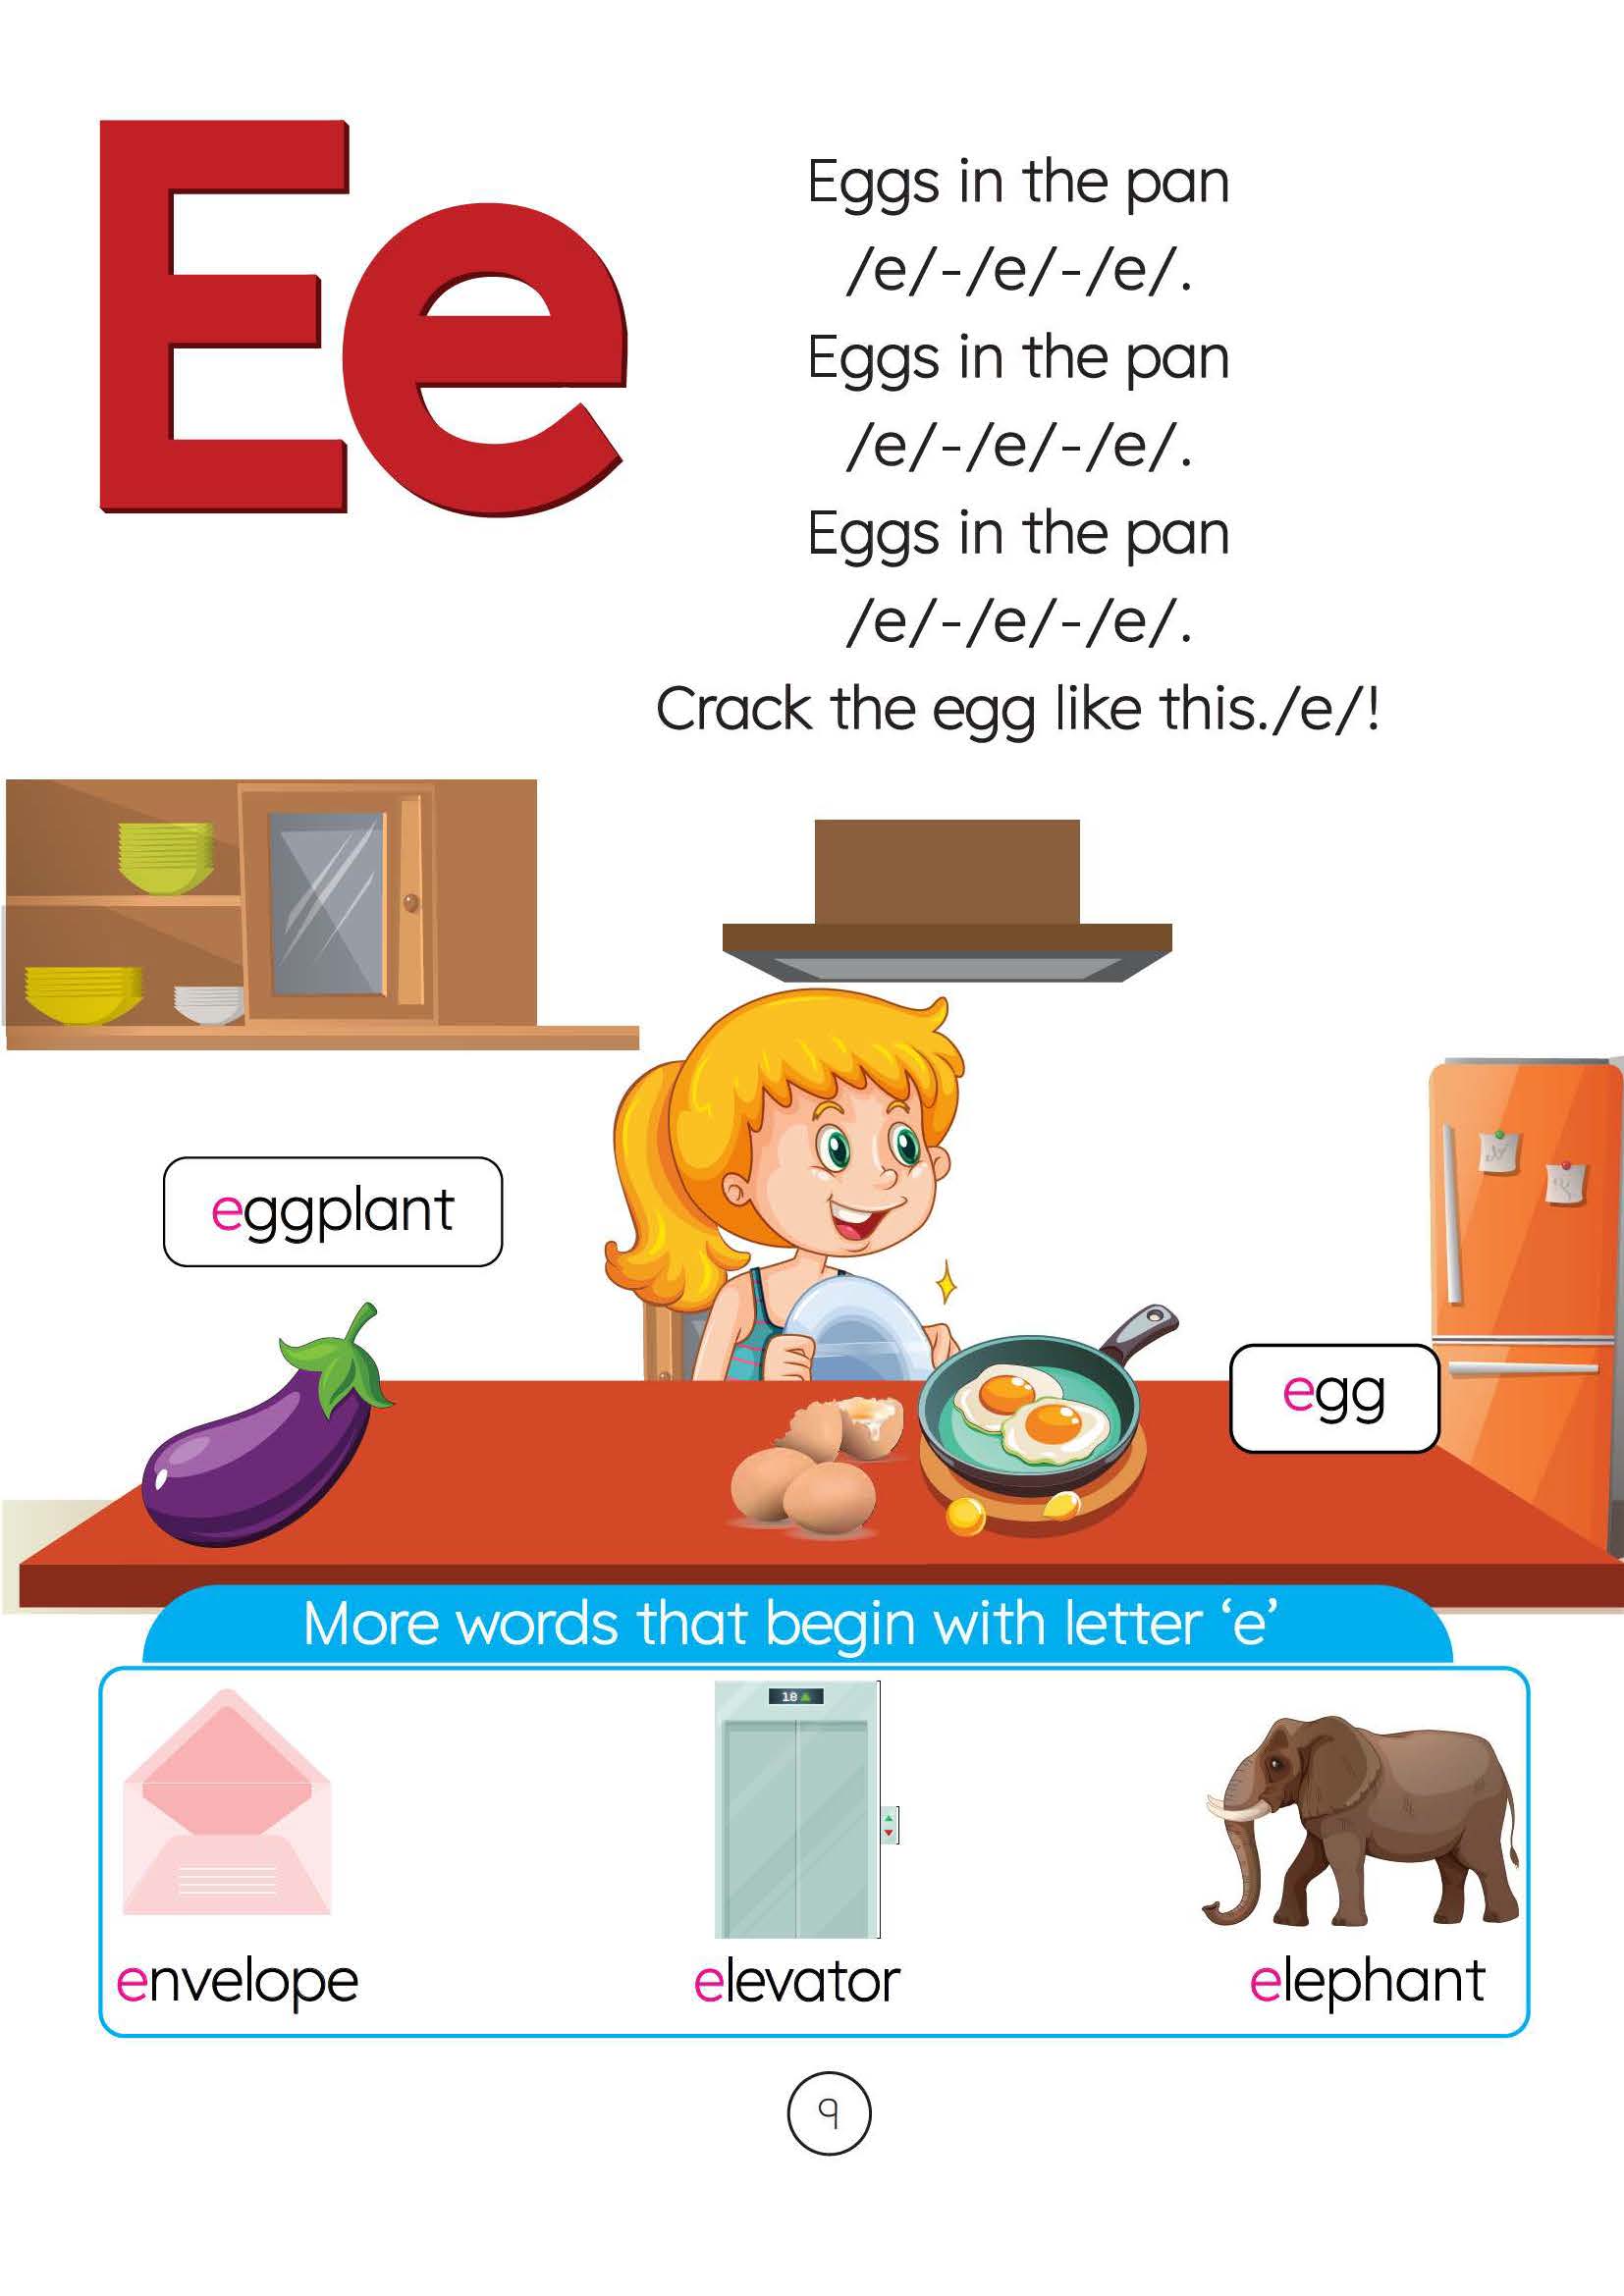 Ee
Eggs in the pan
/e/-/e/-/e/.
Eggs in the pan
/e/-/e/-/e/.
Eggs in the pan
/e/-/e/-/e/.
Crack the egg like this./e/!
eggplant
egg
More words that begin with letter ‘e’
18
envelope
elevator
elephant
9